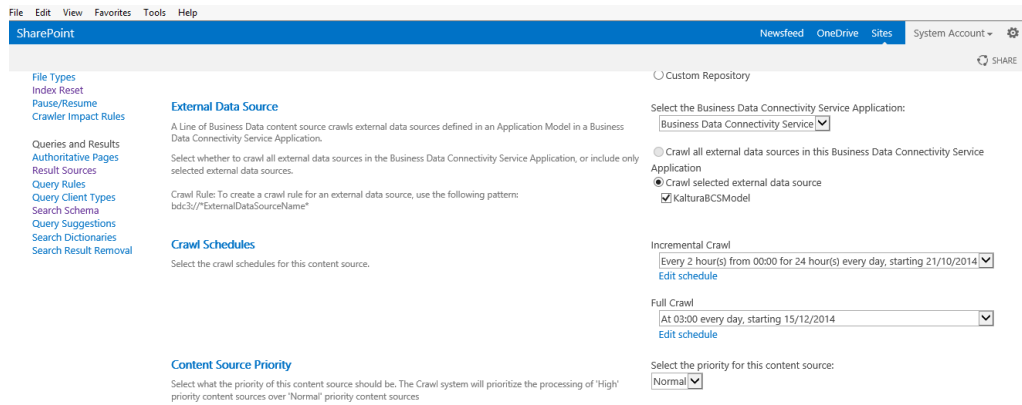 File Edit View Favorites Tools Help
SharePoint
Newsfeed OneDrive Sites System Account
SHARE
File Types
Index Reset
Pause/Resume
Crawler Impact Rules
Queries and Results
Authoritative Pages
Result Sources
Query Rules
Query Client Types
Search Schema
Query Suggestions
Search Dictionaries
Search Result Removal
Custom Repository
External Data Source
A Line of Business Data content source crawls external data sources defined in an Application Model in a Business
Data Connectivity Service Application.
Select whether to crawl all external data sources in the Business Data Connectivity Service Application, or include only
selected external data sources.
Crawl Rule: To create a crawl rule for an external data source, use the following pattern:
bdc3://*ExternalDataSourceName*
Select the Business Data Connectivity Service Application:
Business Data Connectivity Service
Crawl all external data sources in this Business Data Connectivity Service
Application
Crawl selected external data source
KalturaBCSModel
Crawl Schedules
Select the crawl schedules for this content source.
Incremental Crawl
Every 2 hour(s) from 00:00 for 24 hour(s) every day, starting 21/10/2014
Edit schedule
Full Crawl
At 03:00 every day, starting 15/12/2014
Edit schedule
Content Source Priority
Select what the priority of this content source should be. The Crawl system will prioritize the processing of 'High'
priority content sources over 'Normal' priority content sources
Select the priority for this content source:
Normal